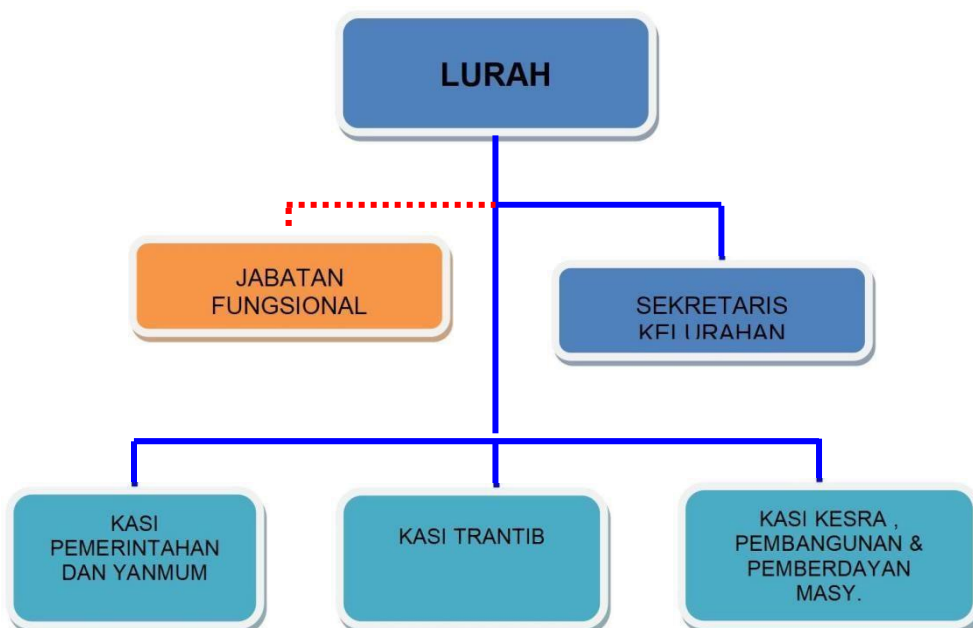 LURAH
JABATAN
FUNGSIONAL
SEKRETARIS
KELURAHAN
KASI
PEMERINTAHAN
DAN YANMUM
KASI TRANTIB
KASI KESRA ,
PEMBANGUNAN &
PEMBERDAYAN
MASY.